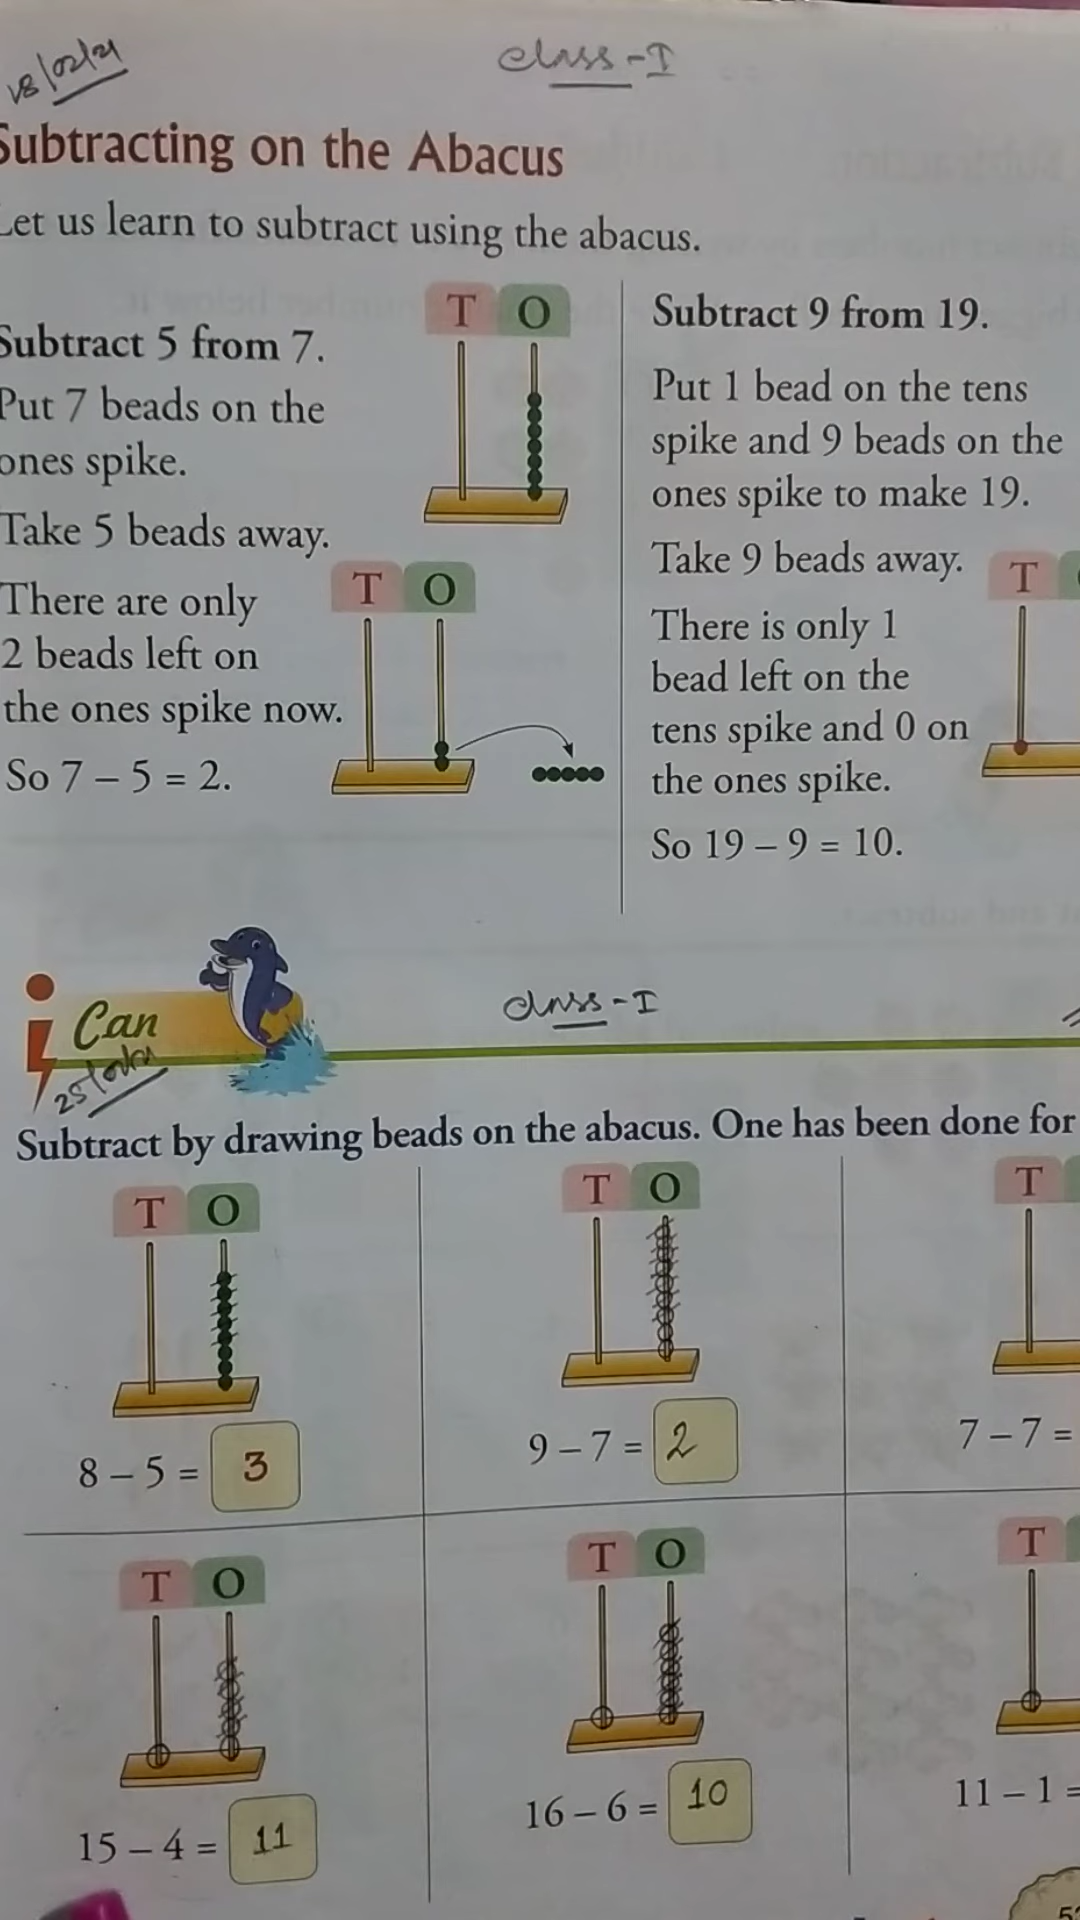 18/02/21
Class-I
Subtracting on the Abacus
Let us learn to subtract using the abacus.
Subtract 5 from 7.
Put 7 beads on the
ones spike.
Take 5 beads away.
There are only
2 beads left on
the ones spike now.
So 7 – 5 = 2.
T O
T O
Subtract 9 from 19.
Put 1 bead on the tens
spike and 9 beads on the
ones spike to make 19.
Take 9 beads away.
There is only 1
bead left on the
tens spike and 0 on
the ones spike.
So 19 – 9 = 10.
T
i Can
Class-I
Subtract by drawing beads on the abacus. One has been done for
T O
T O
T
8 – 5 = 3
9 – 7 = 2
7 – 7 =
T O
T O
T
15 – 4 = 11
16 – 6 = 10
11 – 1 =